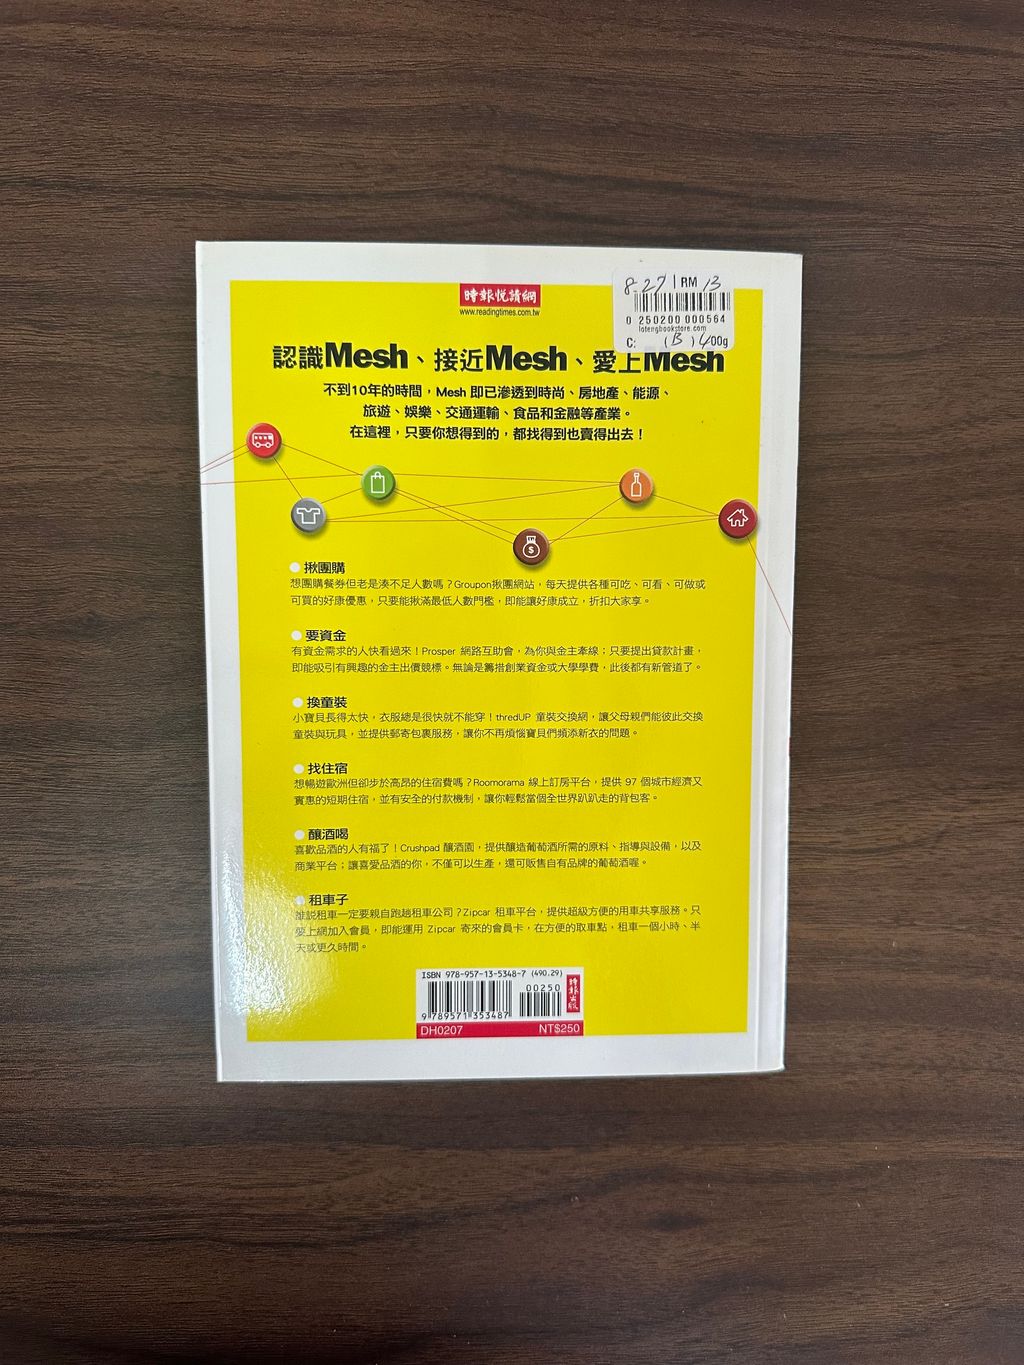 時報悅讀網
www.readingtimes.com.tw
8-27 RM 13
0 250200 000564
lotengbookstore.com
C: (B) 400g
認識Mesh、接近Mesh、愛上Mesh
不到10年的時間，Mesh 即已滲透到時尚、房地產、能源、
旅遊、娛樂、交通運輸、食品和金融等產業。
在這裡，只要你想得到的，都找得到也賣得出去！
$
揪團購
想團購餐券但老是湊不足人數嗎？Groupon揪團網站，每天提供各種可吃、可看、可做或
可買的好康優惠，只要能揪滿最低人數門檻，即能讓好康成立，折扣大家享。
要資金
有資金需求的人快看過來！Prosper 網路互助會，為你與金主牽線；只要提出貸款計畫，
即能吸引有興趣的金主出價競標。無論是籌措創業資金或大學學費，此後都有新管道了。
換童裝
小寶貝長得太快，衣服總是很快就不能穿！thredUP 童裝交換網，讓父母親們能彼此交換
童裝與玩具，並提供郵寄包裹服務，讓你不再煩惱寶貝們頻添新衣的問題。
找住宿
想暢遊歐洲但卻步於高昂的住宿費嗎？Roomorama 線上訂房平台，提供 97 個城市經濟又
實惠的短期住宿，並有安全的付款機制，讓你輕鬆當個全世界趴趴走的背包客。
釀酒喝
喜歡品酒的人有福了！Crushpad 釀酒園，提供釀造葡萄酒所需的原料、指導與設備，以及
商業平台；讓喜愛品酒的你，不僅可以生產，還可販售自有品牌的葡萄酒喔。
租車子
誰說租車一定要親自跑趟租車公司？Zipcar 租車平台，提供超級方便的用車共享服務。只
要上網加入會員，即能運用 Zipcar 寄來的會員卡，在方便的取車點，租車一個小時、半
天或更久時間。
ISBN 978-957-13-5348-7 (490.29)
00250
9 789571 353487
時報出版
DH0207 NT$250